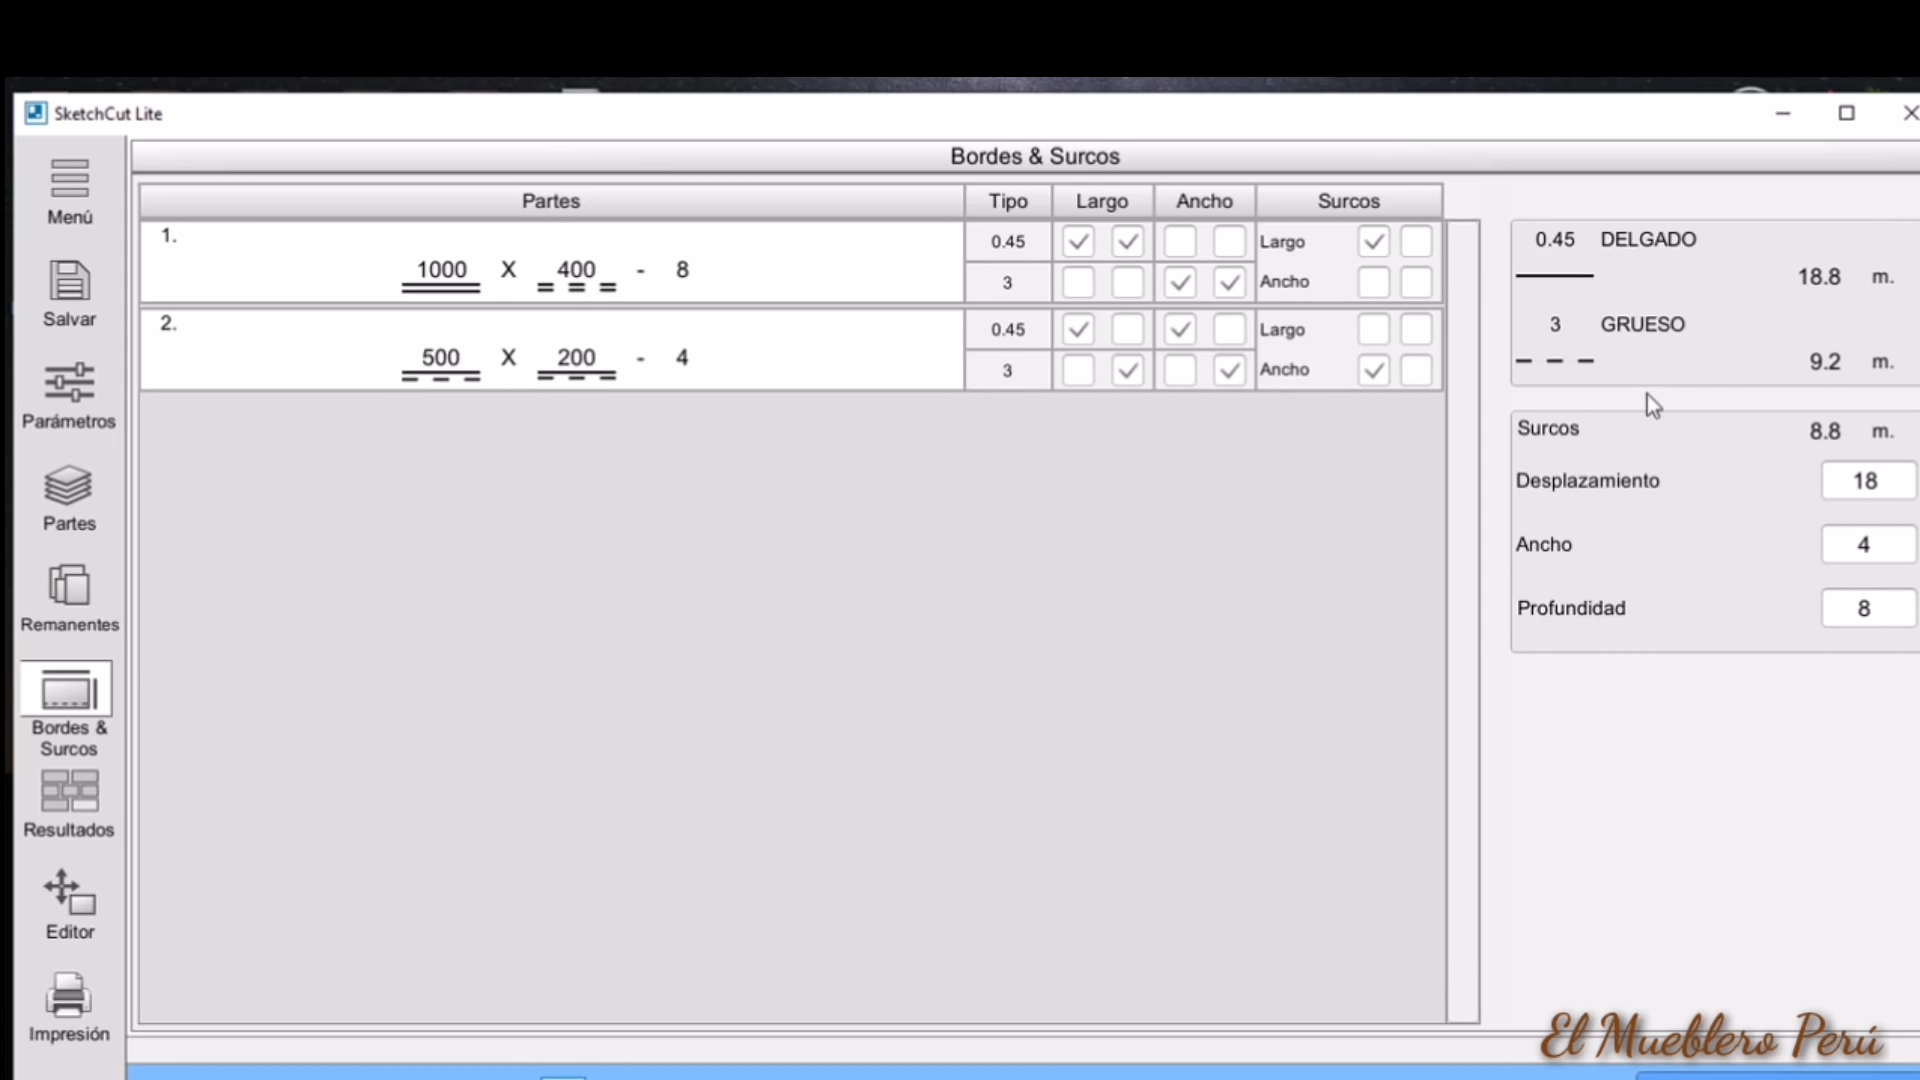 SketchCut Lite
Bordes & Surcos
Menú
Salvar
Parámetros
Partes
Remanentes
Bordes &
Surcos
Resultados
Editor
Impresión
Partes Tipo Largo Ancho Surcos
1.
1000 X 400 - 8
0.45 Largo
3 Ancho
2.
500 X 200 - 4
0.45 Largo
3 Ancho
0.45 DELGADO
18.8 m.
3 GRUESO
9.2 m.
Surcos 8.8 m.
Desplazamiento 18
Ancho 4
Profundidad 8
El Mueblero Perú